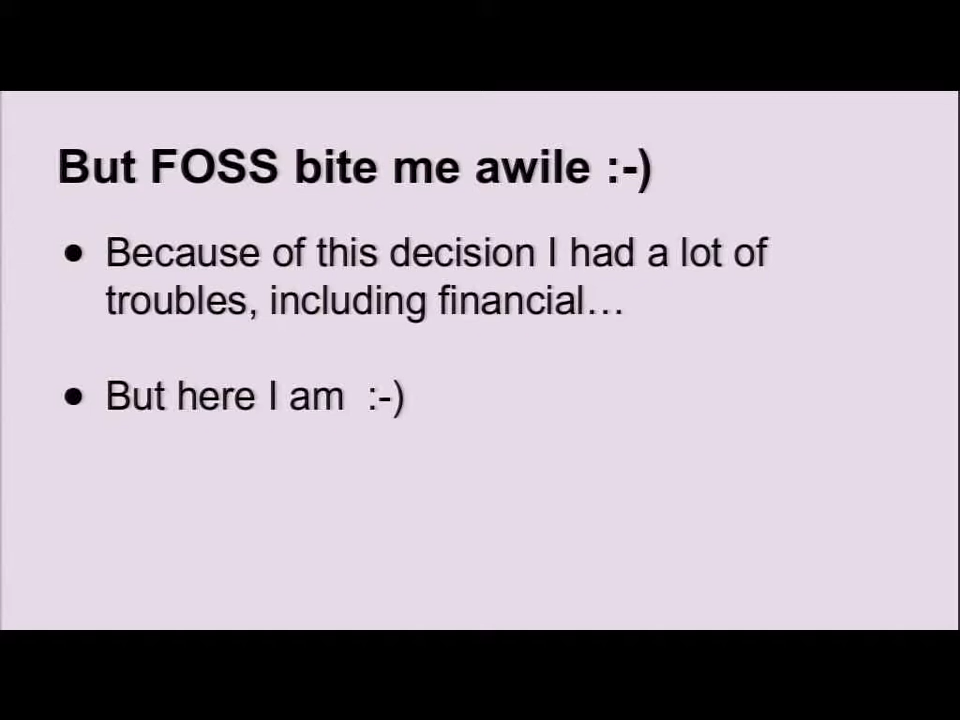 But FOSS bite me awile :-)
● Because of this decision I had a lot of
troubles, including financial…
● But here I am :-)